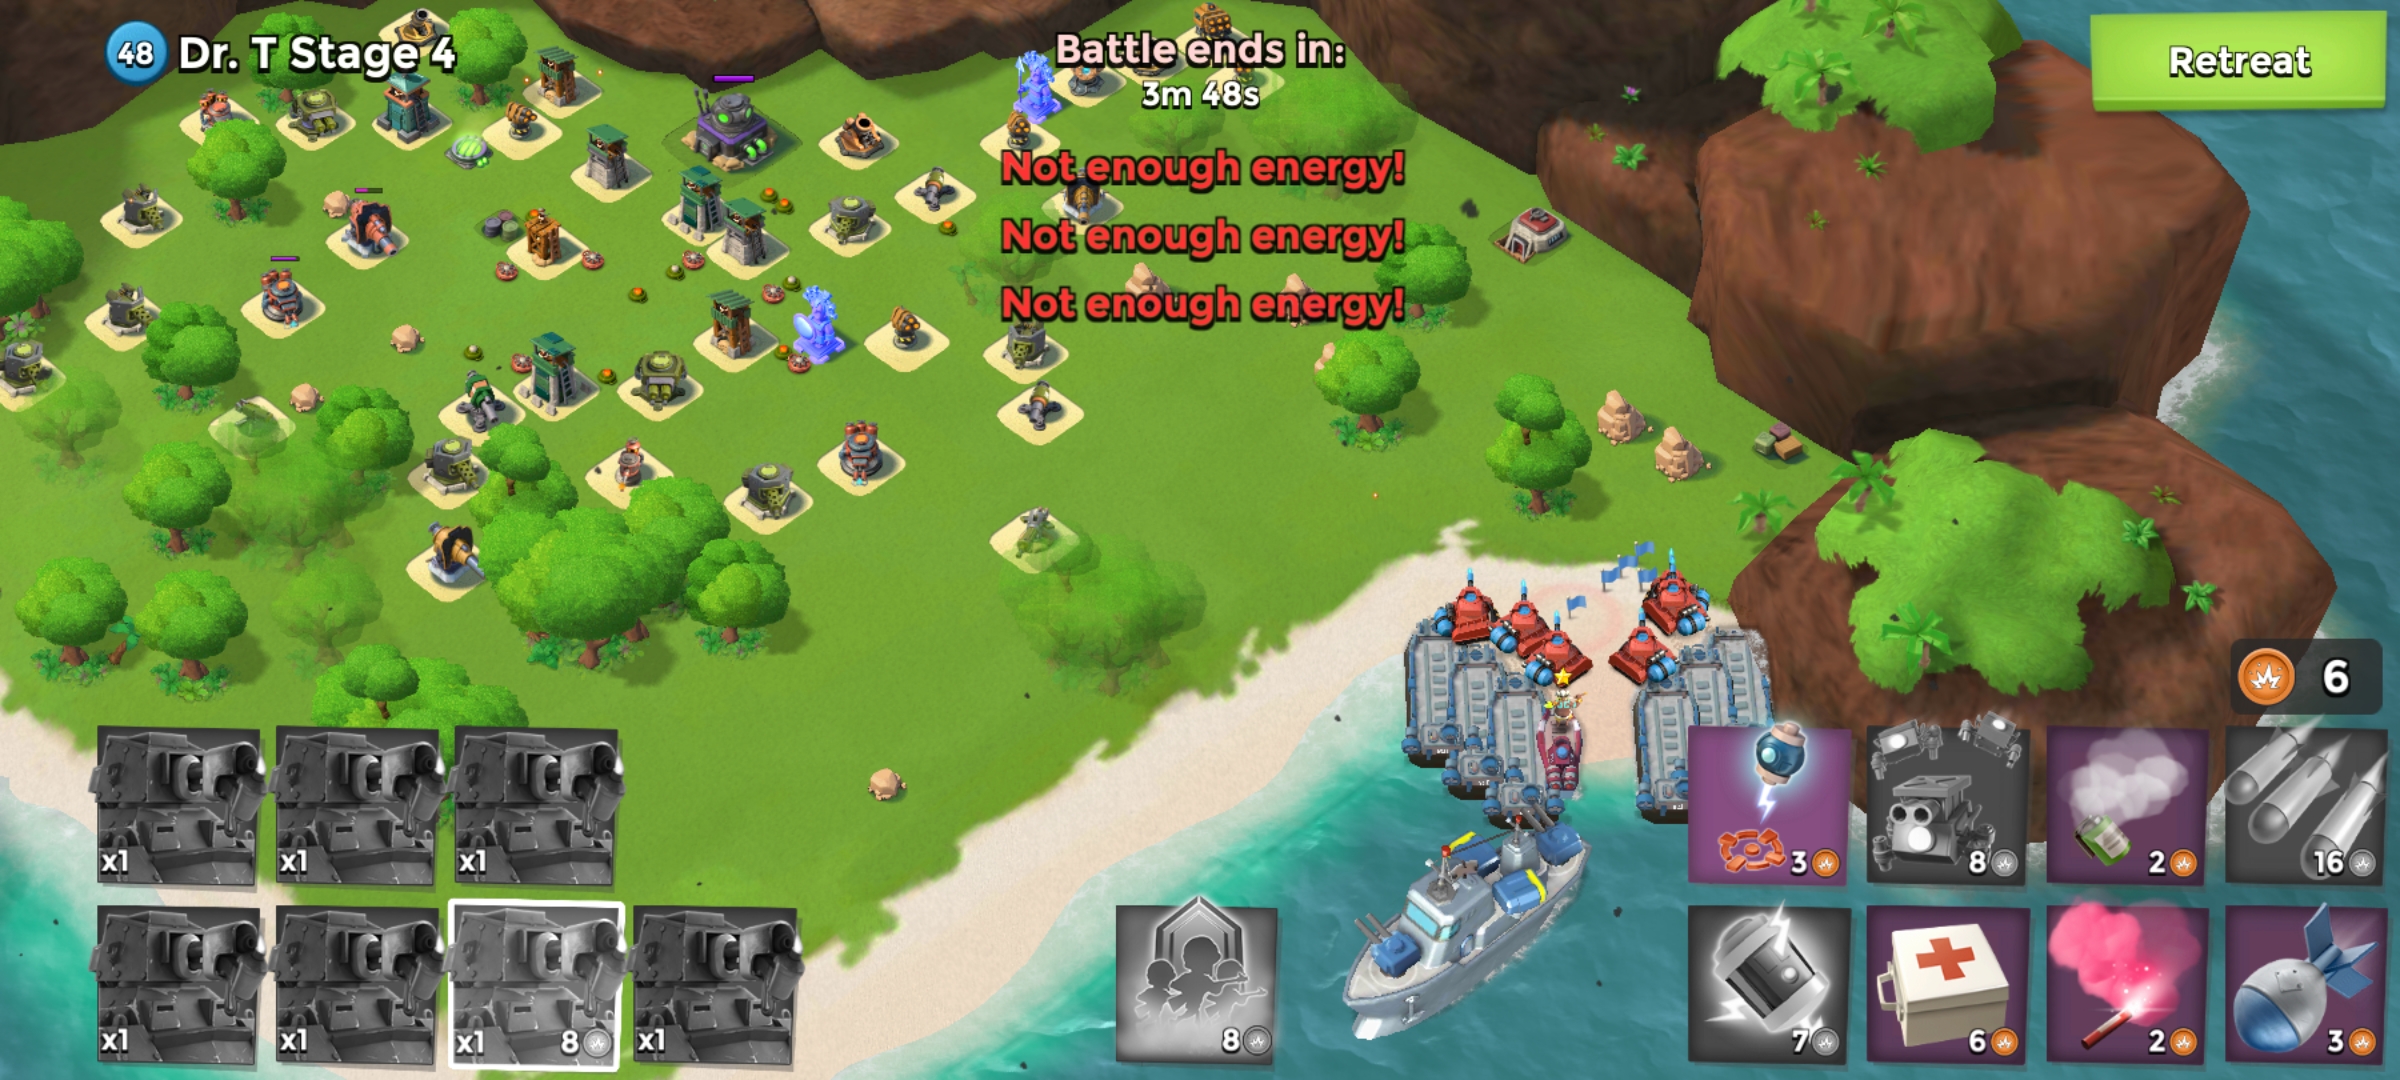 48 Dr. T Stage 4
Battle ends in:
3m 48s
Retreat
Not enough energy!
Not enough energy!
Not enough energy!
6
x1 x1 x1
3 8 2 16
x1 x1 x1 8 x1
8
7 6 2 3